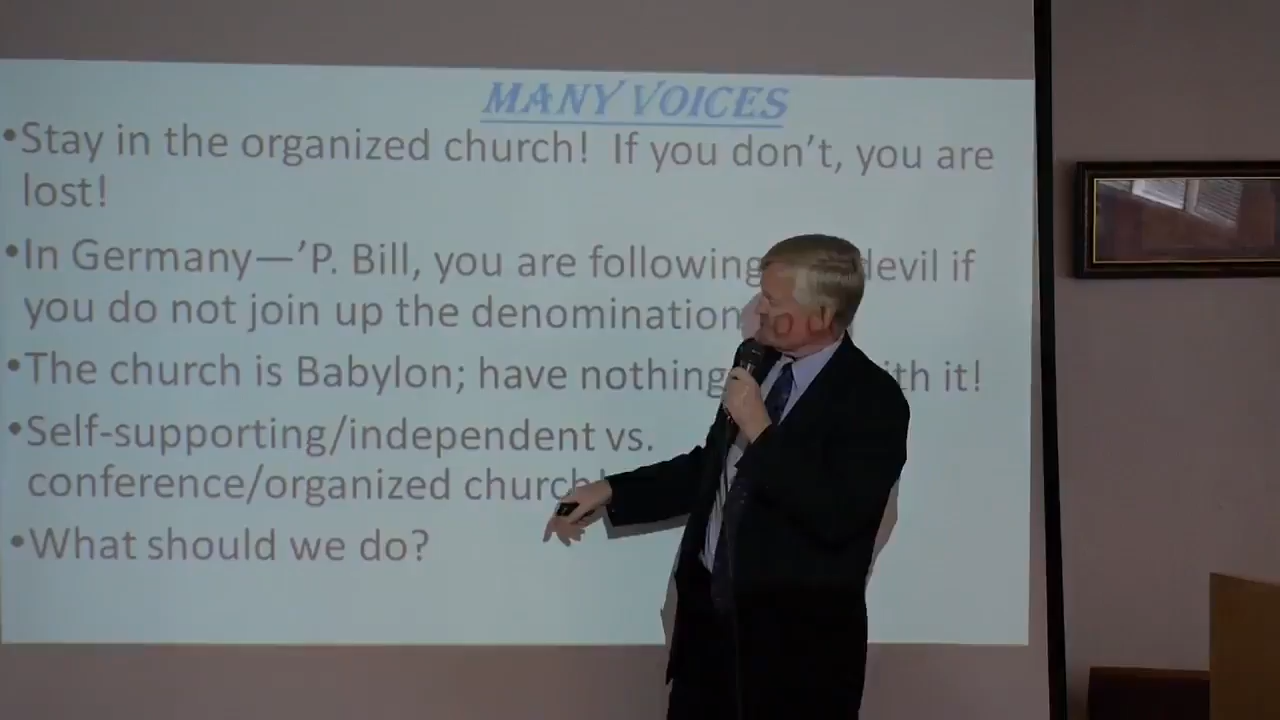 MANY VOICES
•Stay in the organized church! If you don't, you are
lost!
•In Germany—'P. Bill, you are following devil if
you do not join up the denomination
•The church is Babylon; have nothing with it!
•Self-supporting/independent vs.
conference/organized church
•What should we do?